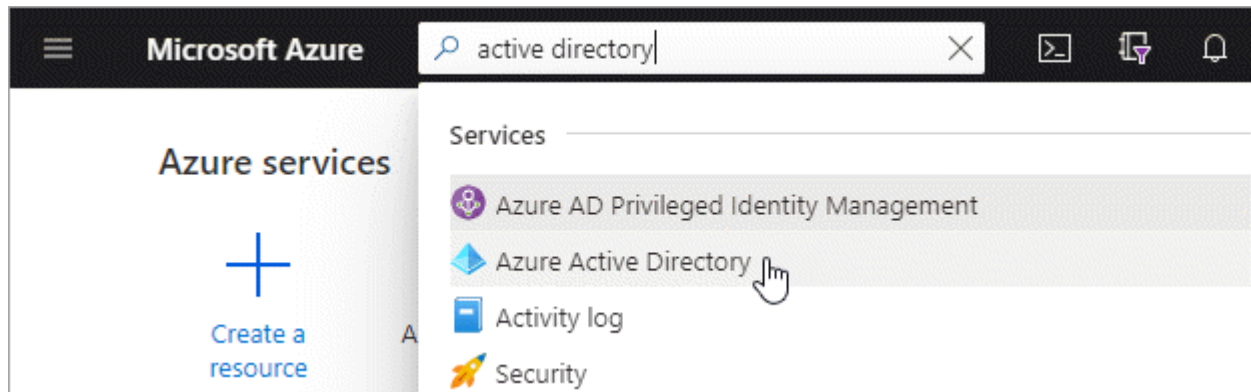 Microsoft Azure
active directory
Azure services
Services
Azure AD Privileged Identity Management
Azure Active Directory
Activity log
Security
Create a
resource
A